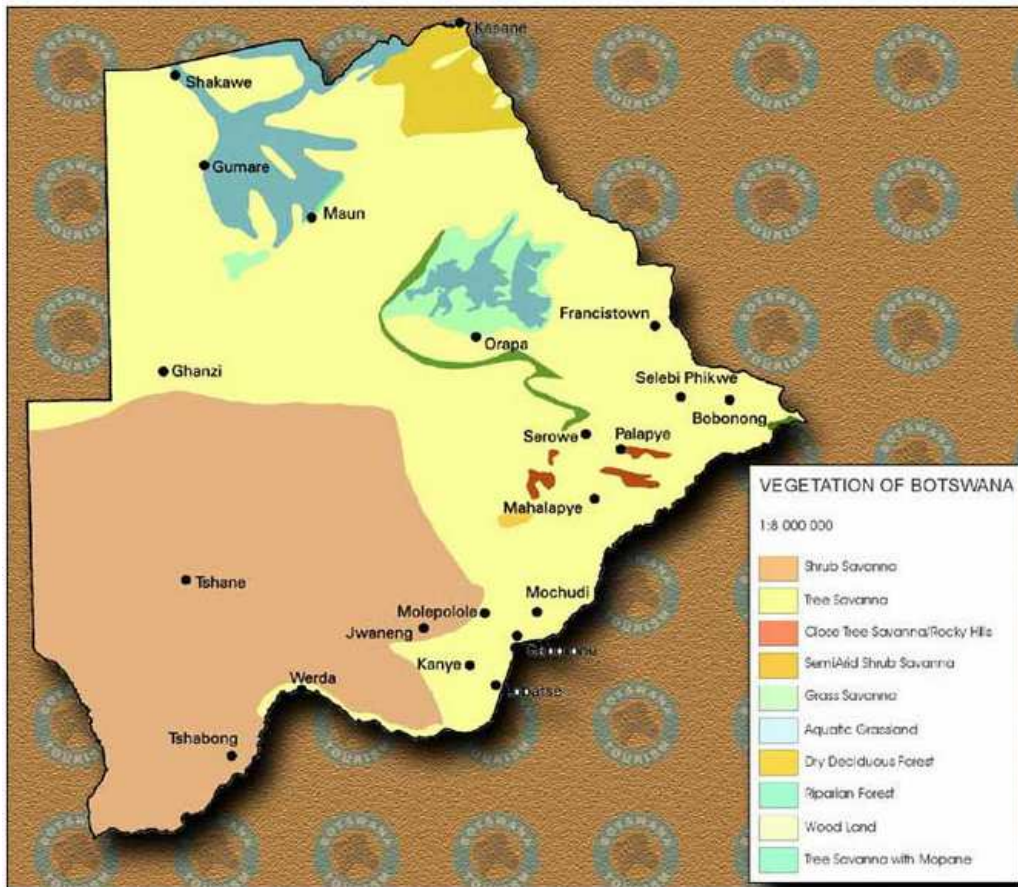 Kasane
Shakawe
Gumare
Maun
Francistown
Orapa
Ghanzi
Selebi Phikwe
Bobonong
Serowe
Palapye
Mahalapye
Tshane
Mochudi
Molepolole
Jwaneng
Kanye
Werda
Tshabong
VEGETATION OF BOTSWANA
1:8 000 000
Shrub Savanna
Tree Savanna
Close Tree Savanna/Rocky Hills
SemiArid Shrub Savanna
Grass Savanna
Aquatic Grassland
Dry Deciduous Forest
Riparian Forest
Wood Land
Tree Savanna with Mopane
BOTSWANA
TOURISM